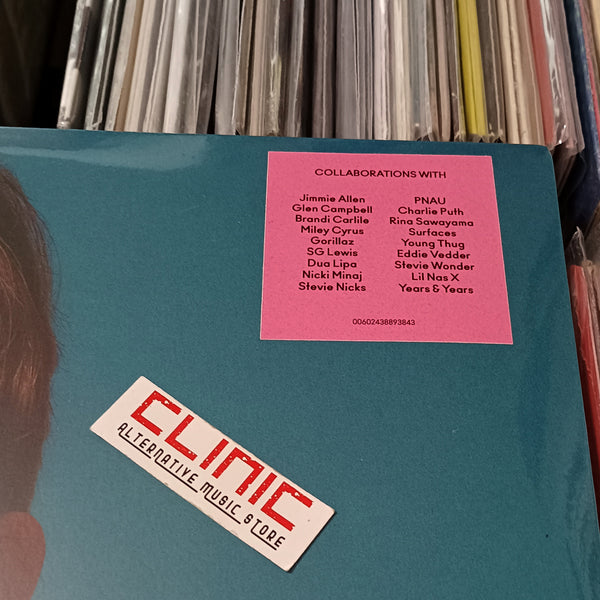 COLLABORATIONS WITH
Jimmie Allen
Glen Campbell
Brandi Carlile
Miley Cyrus
Gorillaz
SG Lewis
Dua Lipa
Nicki Minaj
Stevie Nicks
PNAU
Charlie Puth
Rina Sawayama
Surfaces
Young Thug
Eddie Vedder
Stevie Wonder
Lil Nas X
Years & Years
00602438893843
CLINIC
ALTERNATIVE MUSIC STORE